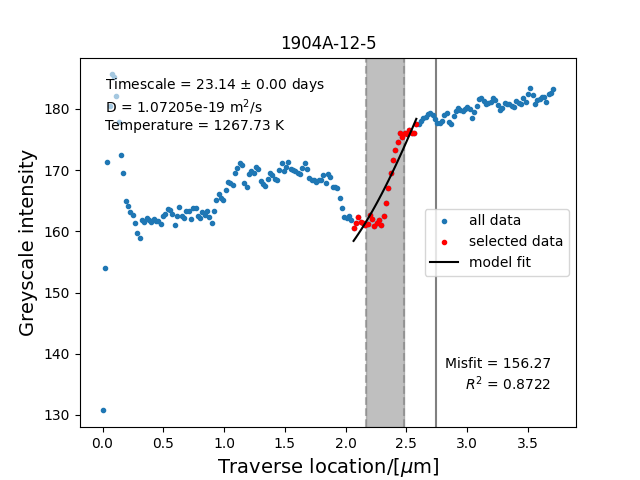 1904A-12-5
Timescale = 23.14 ± 0.00 days
D = 1.07205e-19 m²/s
Temperature = 1267.73 K
Greyscale intensity
180
170
160
150
140
130
all data
selected data
model fit
Misfit = 156.27
R² = 0.8722
0.0 0.5 1.0 1.5 2.0 2.5 3.0 3.5
Traverse location/[μm]